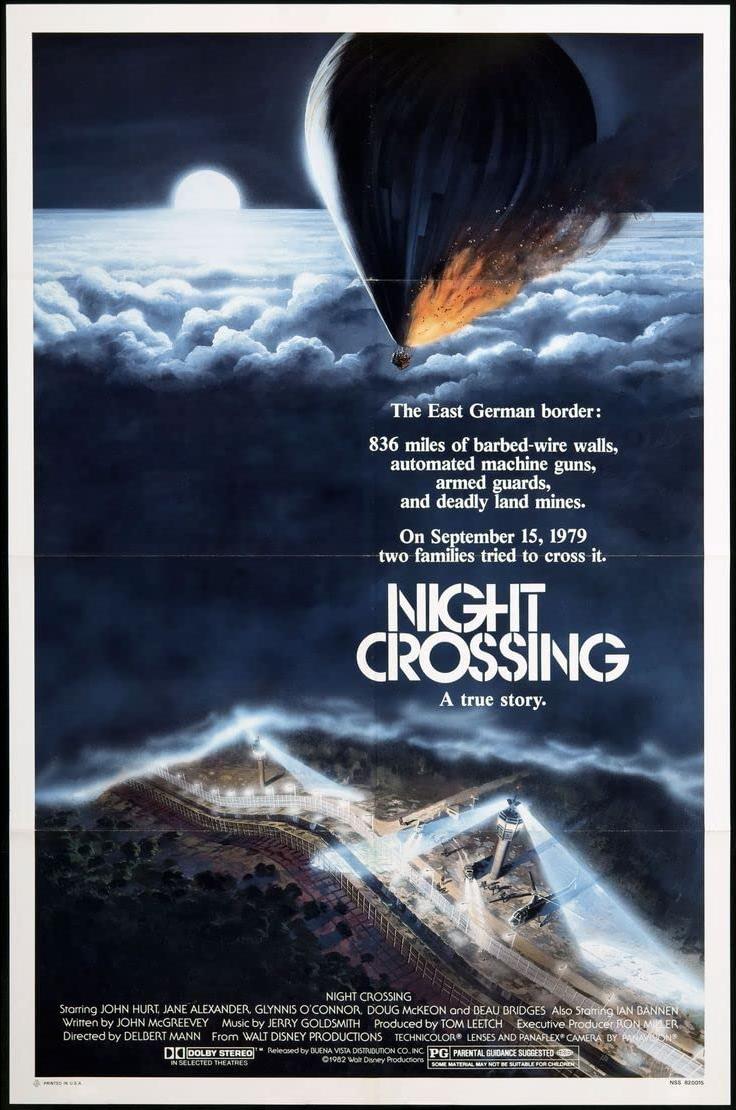 The East German border:
836 miles of barbed-wire walls,
automated machine guns,
armed guards,
and deadly land mines.
On September 15, 1979
two families tried to cross it.
NIGHT
CROSSING
A true story.
NIGHT CROSSING
Starring JOHN HURT, JANE ALEXANDER, GLYNNIS O'CONNOR, DOUG McKEON and BEAU BRIDGES Also Starring IAN BANNEN
Written by JOHN McGREEVEY Music by JERRY GOLDSMITH Produced by TOM LEETCH Executive Producer RON MILLER
Directed by DELBERT MANN From WALT DISNEY PRODUCTIONS TECHNICOLOR® LENSES AND PANAFLEX® CAMERA BY PANAVISION®
DOLBY STEREO™ Released by BUENA VISTA DISTRIBUTION CO., INC. PG PARENTAL GUIDANCE SUGGESTED
IN SELECTED THEATRES ©1982 Walt Disney Productions SOME MATERIAL MAY NOT BE SUITABLE FOR CHILDREN
PRINTED IN U.S.A. NSS 820015